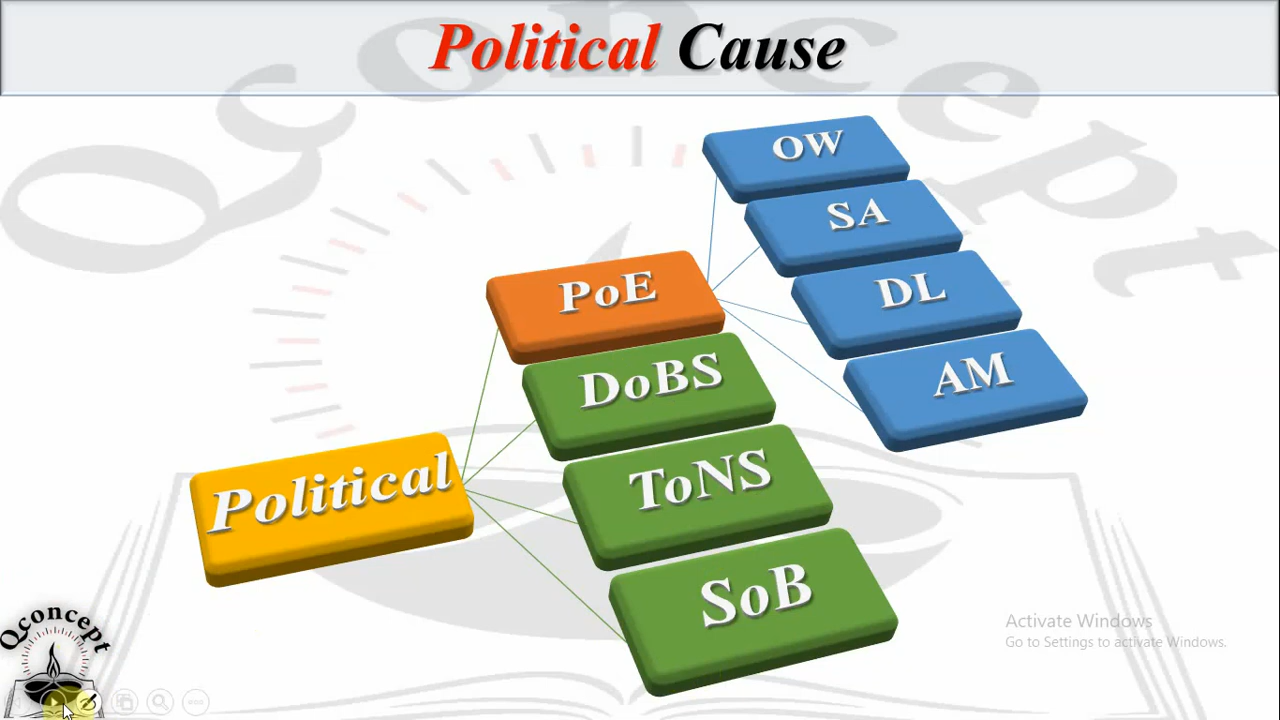 Political Cause
Qconcept
OW
SA
DL
AM
PoE
DoBS
ToNS
SoB
Political
Activate Windows
Go to Settings to activate Windows.
Qconcept